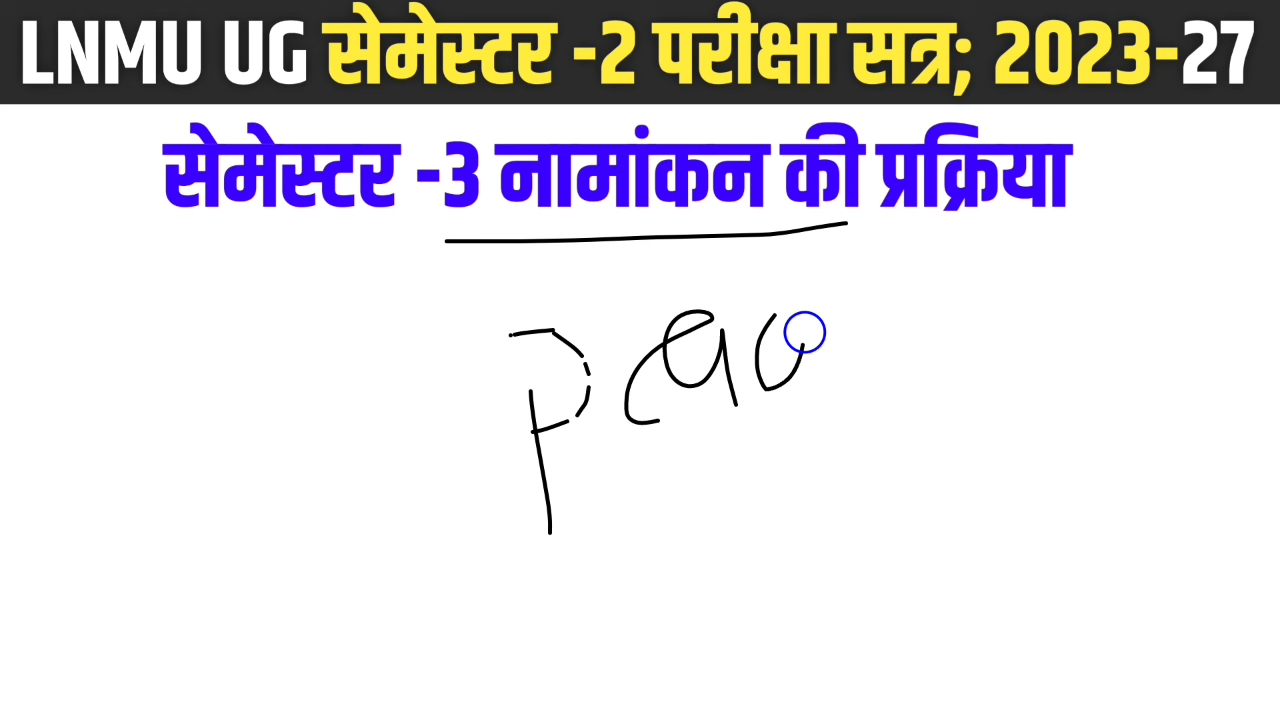 LNMU UG सेमेस्टर -2 परीक्षा सत्र; 2023-27
सेमेस्टर -3 नामांकन की प्रक्रिया